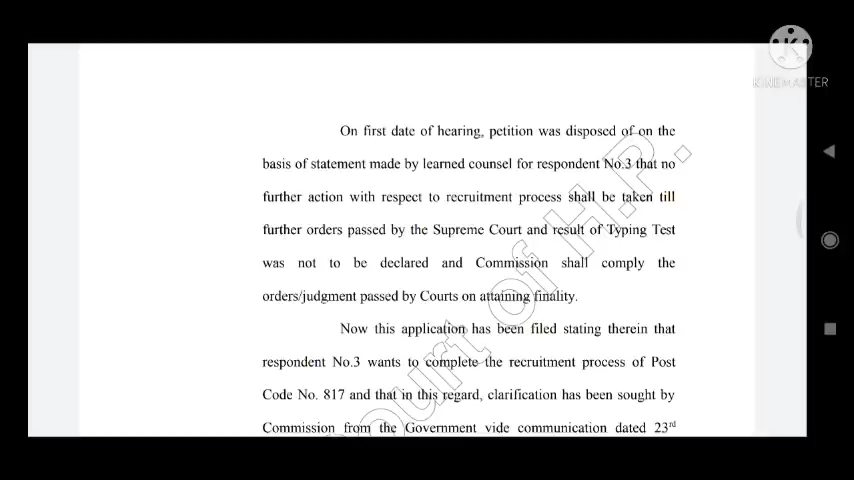 KINEMASTER
On first date of hearing, petition was disposed of on the
basis of statement made by learned counsel for respondent No.3 that no
further action with respect to recruitment process shall be taken till
further orders passed by the Supreme Court and result of Typing Test
was not to be declared and Commission shall comply the
orders/judgment passed by Courts on attaining finality.
Now this application has been filed stating therein that
respondent No.3 wants to complete the recruitment process of Post
Code No. 817 and that in this regard, clarification has been sought by
Commission from the Government vide communication dated 23rd
Court of H.P.